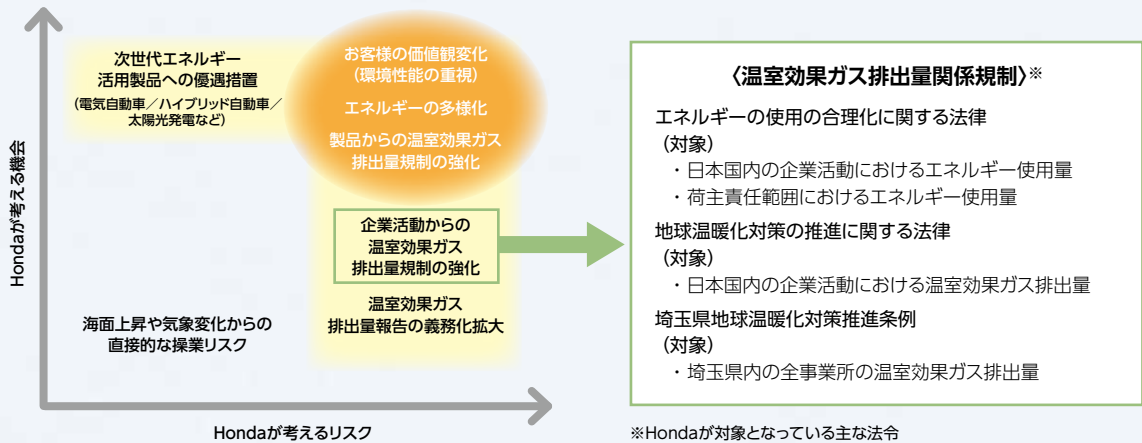 Hondaが考える機会
次世代エネルギー
活用製品への優遇措置
(電気自動車／ハイブリッド自動車／
太陽光発電など)
お客様の価値観変化
(環境性能の重視)
エネルギーの多様化
製品からの温室効果ガス
排出量規制の強化
企業活動からの
温室効果ガス
排出量規制の強化
温室効果ガス
排出量報告の義務化拡大
海面上昇や気象変化からの
直接的な操業リスク
Hondaが考えるリスク
〈温室効果ガス排出量関係規制〉※
エネルギーの使用の合理化に関する法律
(対象)
・日本国内の企業活動におけるエネルギー使用量
・荷主責任範囲におけるエネルギー使用量
地球温暖化対策の推進に関する法律
(対象)
・日本国内の企業活動における温室効果ガス排出量
埼玉県地球温暖化対策推進条例
(対象)
・埼玉県内の全事業所の温室効果ガス排出量
※Hondaが対象となっている主な法令